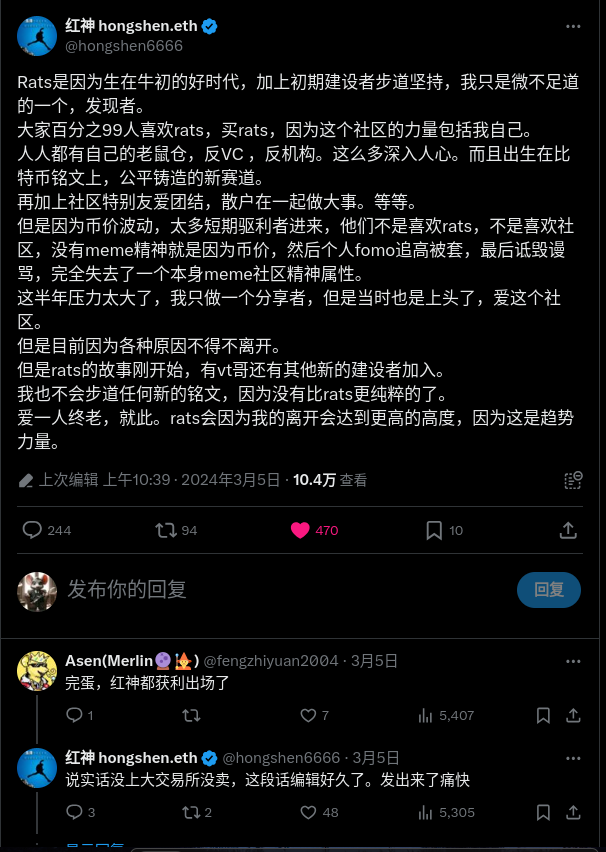 红神 hongshen.eth
@hongshen6666
Rats是因为生在牛初的好时代，加上初期建设者步道坚持，我只是微不足道
的一个，发现者。
大家百分之99人喜欢rats，买rats，因为这个社区的力量包括我自己。
人人都有自己的老鼠仓，反VC ，反机构。这么多深入人心。而且出生在比
特币铭文上，公平铸造的新赛道。
再加上社区特别友爱团结，散户在一起做大事。等等。
但是因为币价波动，太多短期驱利者进来，他们不是喜欢rats，不是喜欢社
区，没有meme精神就是因为币价，然后个人fomo追高被套，最后诋毁谩
骂，完全失去了一个本身meme社区精神属性。
这半年压力太大了，我只做一个分享者，但是当时也是上头了，爱这个社
区。
但是目前因为各种原因不得不离开。
但是rats的故事刚开始，有vt哥还有其他新的建设者加入。
我也不会步道任何新的铭文，因为没有比rats更纯粹的了。
爱一人终老，就此。rats会因为我的离开会达到更高的高度，因为这是趋势
力量。
上次编辑 上午10:39 · 2024年3月5日 · 10.4万 查看
244 94 470 10
发布你的回复 回复
Asen(Merlin🔮🧙) @fengzhiyuan2004 · 3月5日
完蛋，红神都获利出场了
1 7 5,407
红神 hongshen.eth @hongshen6666 · 3月5日
说实话没上大交易所没卖，这段话编辑好久了。发出来了痛快
3 2 48 5,305